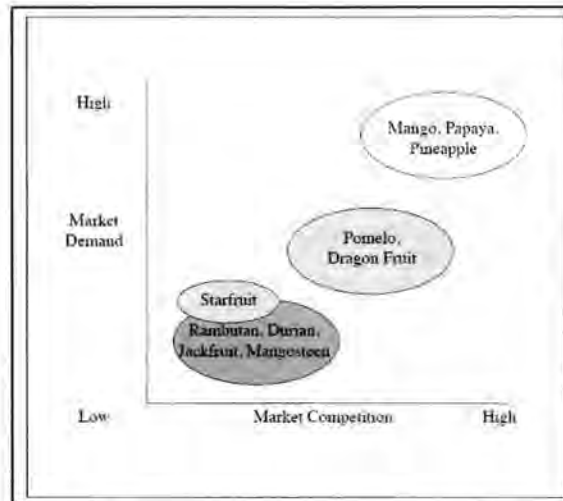 High
Mango, Papaya,
Pineapple
Market
Demand
Pomelo,
Dragon Fruit
Starfruit
Rambutan, Durian,
Jackfruit, Mangosteen
Low
Market Competition
High